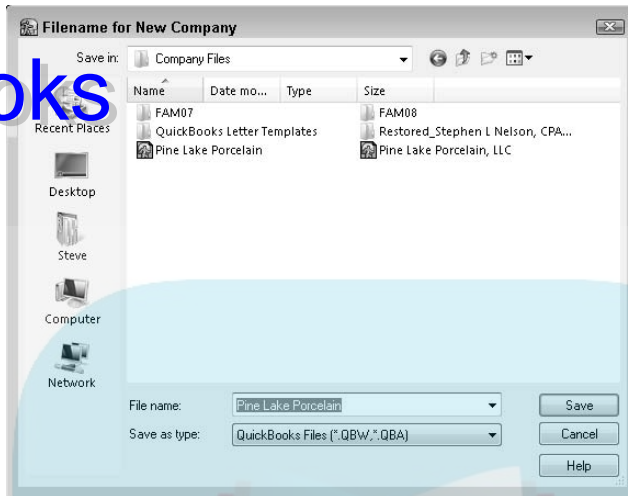 Filename for New Company
Save in: Company Files
oks
Name Date mo... Type Size
Recent Places
FAM07 FAM08
QuickBooks Letter Templates Restored_Stephen L Nelson, CPA...
Pine Lake Porcelain Pine Lake Porcelain, LLC
Desktop
Steve
Computer
Network
File name: Pine Lake Porcelain Save
Save as type: QuickBooks Files (*.QBW,*.QBA) Cancel
Help